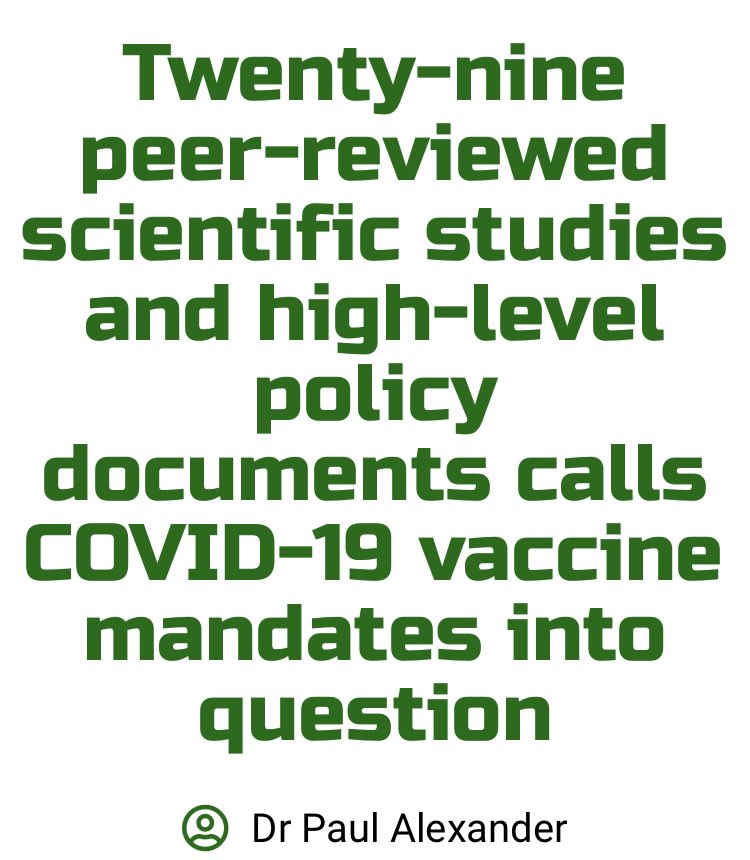 Twenty-nine
peer-reviewed
scientific studies
and high-level
policy
documents calls
COVID-19 vaccine
mandates into
question
Dr Paul Alexander